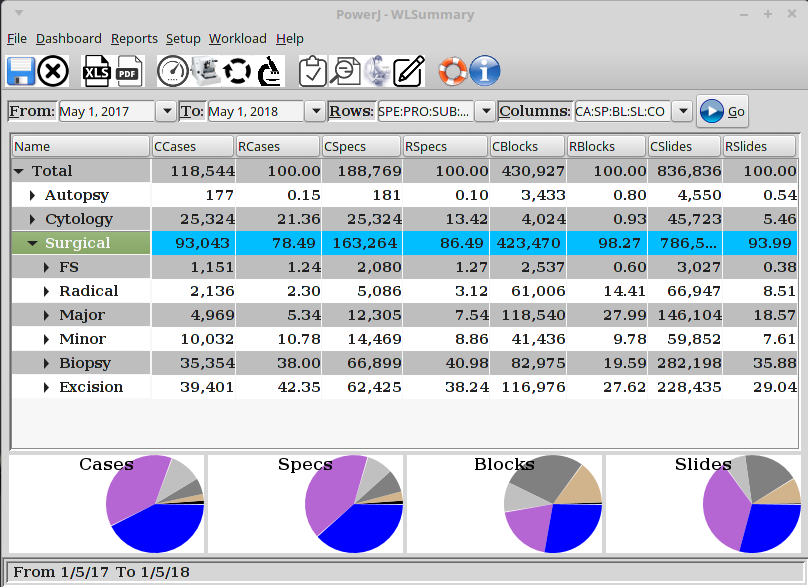 PowerJ - WLSummary
File Dashboard Reports Setup Workload Help
XLS PDF
From: May 1, 2017 To: May 1, 2018 Rows: SPE:PRO:SUB:... Columns: CA:SP:BL:SL:CO Go
Name CCases RCases CSpecs RSpecs CBlocks RBlocks CSlides RSlides
Total 118,544 100.00 188,769 100.00 430,927 100.00 836,836 100.00
Autopsy 177 0.15 181 0.10 3,433 0.80 4,550 0.54
Cytology 25,324 21.36 25,324 13.42 4,024 0.93 45,723 5.46
Surgical 93,043 78.49 163,264 86.49 423,470 98.27 786,5... 93.99
FS 1,151 1.24 2,080 1.27 2,537 0.60 3,027 0.38
Radical 2,136 2.30 5,086 3.12 61,006 14.41 66,947 8.51
Major 4,969 5.34 12,305 7.54 118,540 27.99 146,104 18.57
Minor 10,032 10.78 14,469 8.86 41,436 9.78 59,852 7.61
Biopsy 35,354 38.00 66,899 40.98 82,975 19.59 282,198 35.88
Excision 39,401 42.35 62,425 38.24 116,976 27.62 228,435 29.04
Cases Specs Blocks Slides
From 1/5/17 To 1/5/18